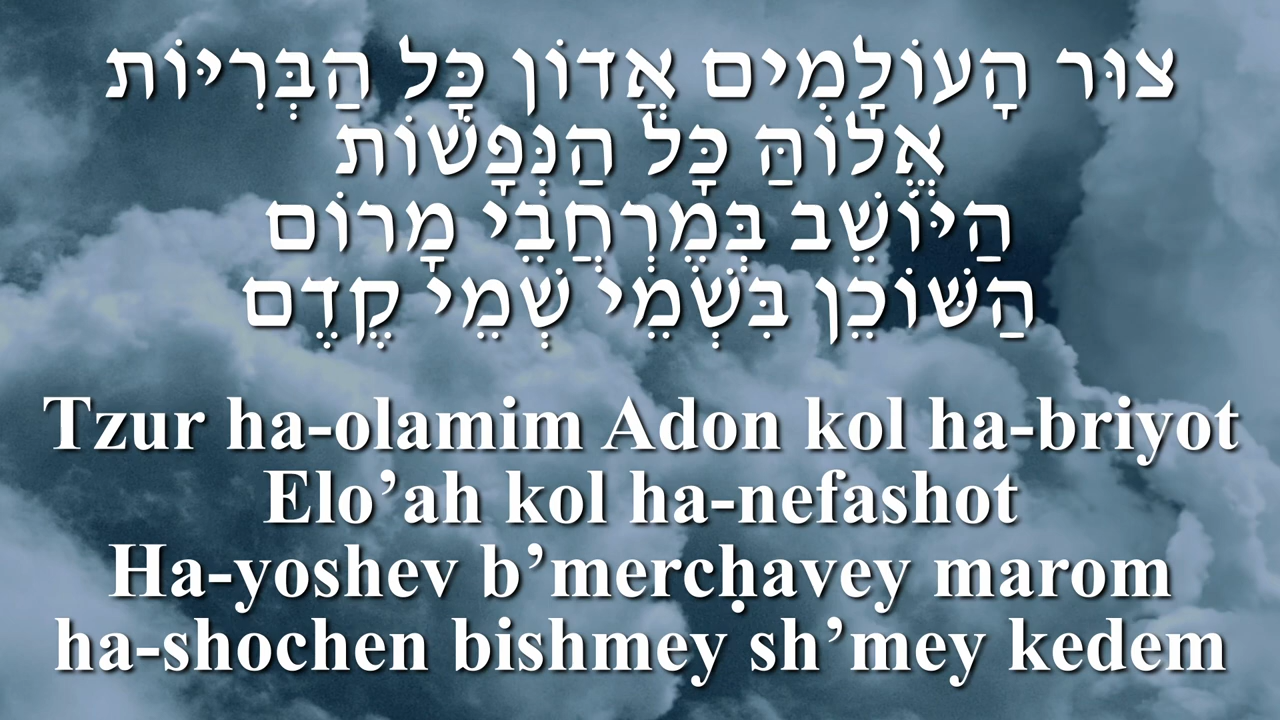 צוּר הָעוֹלָמִים אֲדוֹן כָּל הַבְּרִיּוֹת
אֱלוֹהַּ כָּל הַנְּפָשׁוֹת
הַיּוֹשֵׁב בְּמֶרְחֲבֵי מָרוֹם
הַשּׁוֹכֵן בִּשְׁמֵי שְׁמֵי קֶדֶם
Tzur ha-olamim Adon kol ha-briyot
Elo’ah kol ha-nefashot
Ha-yoshev b’mercḥavey marom
ha-shochen bishmey sh’mey kedem